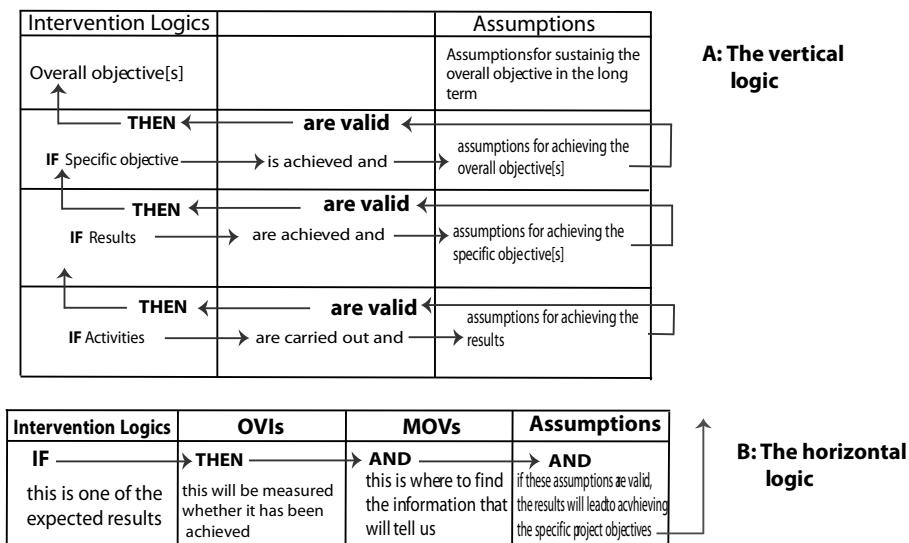 Intervention Logics Assumptions
Overall objective[s]
Assumptionsfor sustaining the
overall objective in the long
term
A: The vertical
logic
THEN are valid
IF Specific objective is achieved and
assumptions for achieving the
overall objective[s]
THEN are valid
IF Results are achieved and
assumptions for achieving the
specific objective[s]
THEN are valid
IF Activities are carried out and
assumptions for achieving the
results
Intervention Logics OVIs MOVs Assumptions
IF THEN AND AND
this is one of the
expected results
this will be measured
whether it has been
achieved
this is where to find
the information that
will tell us
if these assumptions are valid,
the results will leadto acvhieving
the specific project objectives
B: The horizontal
logic